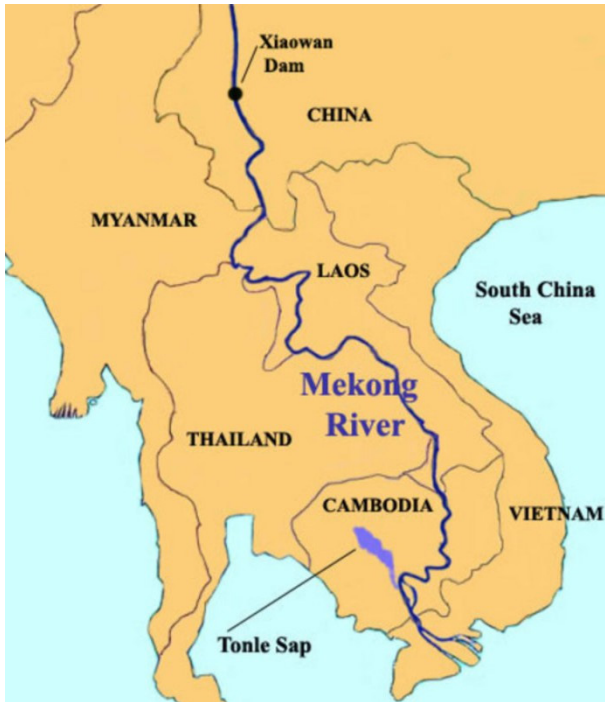 Xiaowan
Dam
CHINA
MYANMAR
LAOS
South China
Sea
Mekong
River
THAILAND
CAMBODIA
VIETNAM
Tonle Sap